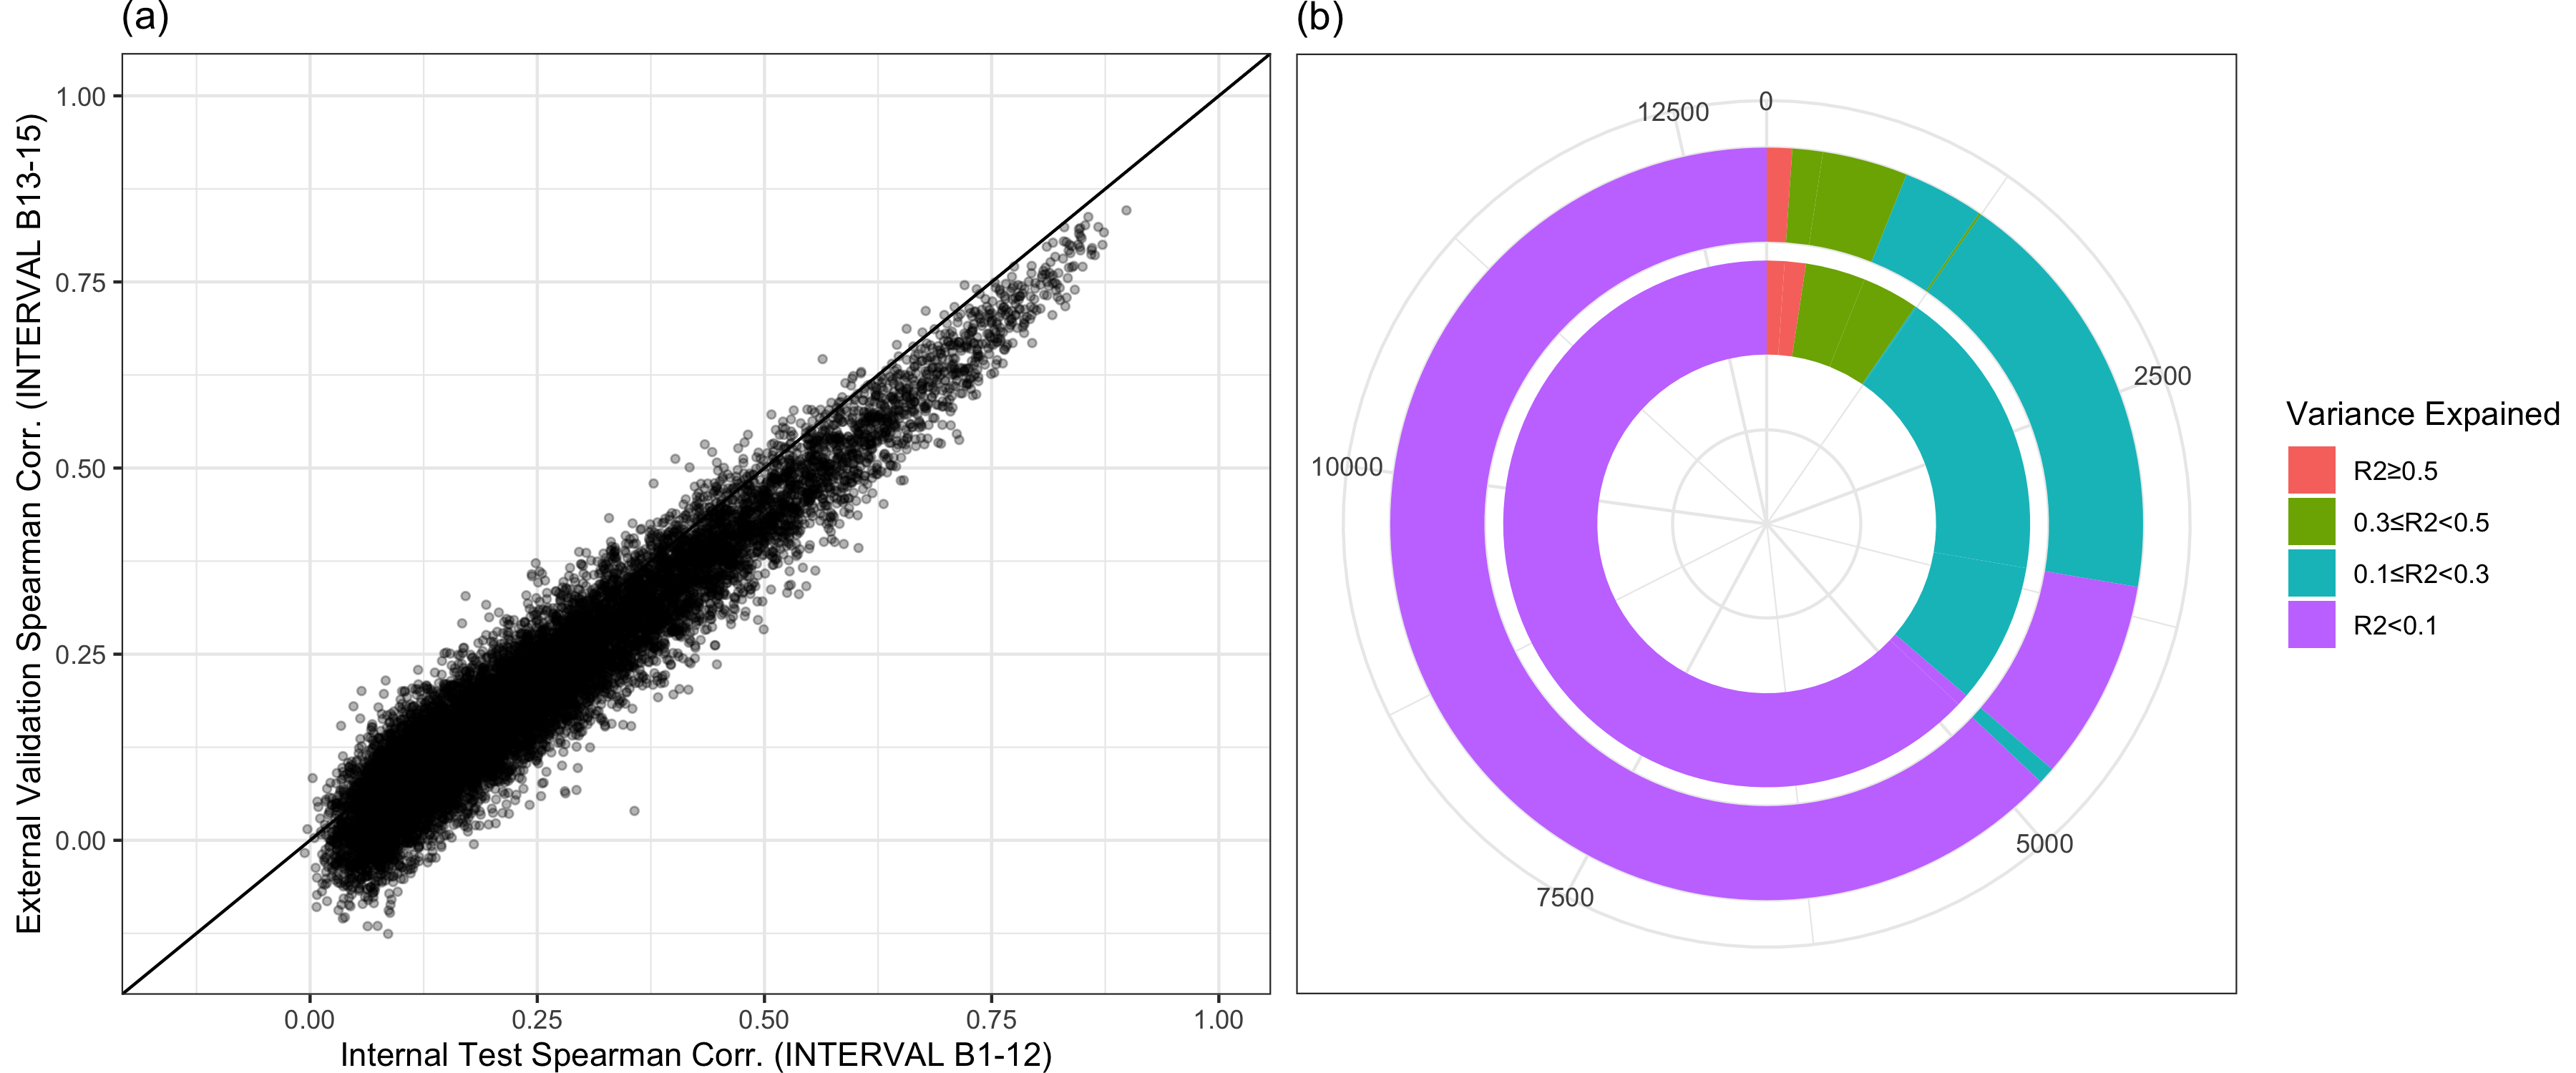 (a)
External Validation Spearman Corr. (INTERVAL B13-15)
1.00
0.75
0.50
0.25
0.00
0.00 0.25 0.50 0.75 1.00
Internal Test Spearman Corr. (INTERVAL B1-12)
(b)
0
2500
5000
7500
10000
12500
Variance Expained
R2≥0.5
0.3≤R2<0.5
0.1≤R2<0.3
R2<0.1